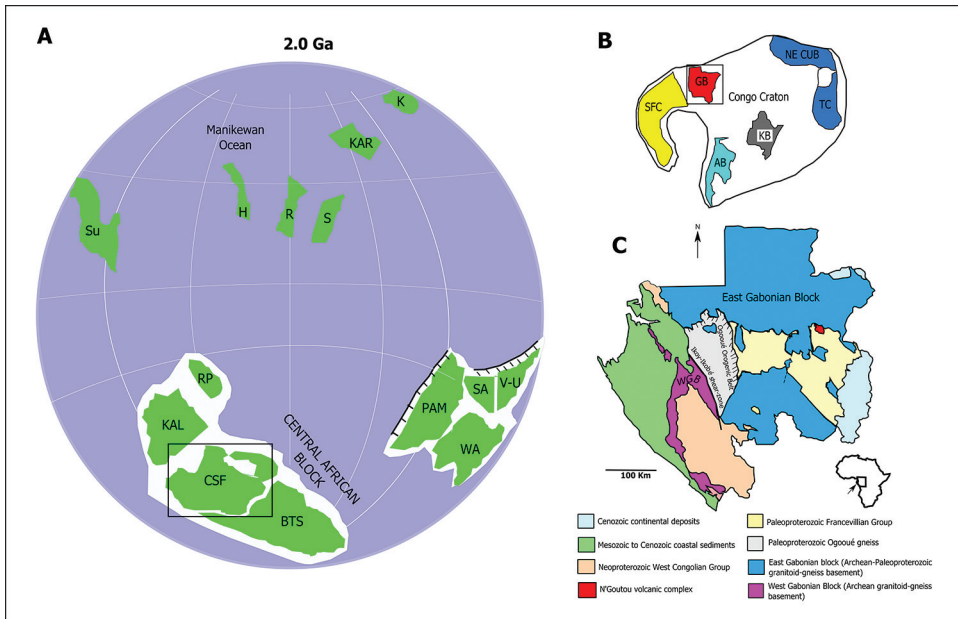 A
2.0 Ga
K
Manikewan
Ocean
KAR
H
R
S
Su
RP
KAL
CSF
BTS
CENTRAL AFRICAN
BLOCK
PAM
SA
V-U
WA
B
NE CUB
GB
SFC
Congo Craton
TC
KB
AB
C
N
East Gabonian Block
Ogooué Orogenic Belt
Ikoy-Ikobé shear-zone
WGB
100 Km
Cenozoic continental deposits
Mesozoic to Cenozoic coastal sediments
Neoproterozoic West Congolian Group
N'Goutou volcanic complex
Paleoproterozoic Francevillian Group
Paleoproterozoic Ogooué gneiss
East Gabonian block (Archean-Paleoproterozoic
granitoid-gneiss basement)
West Gabonian Block (Archean granitoid-gneiss
basement)